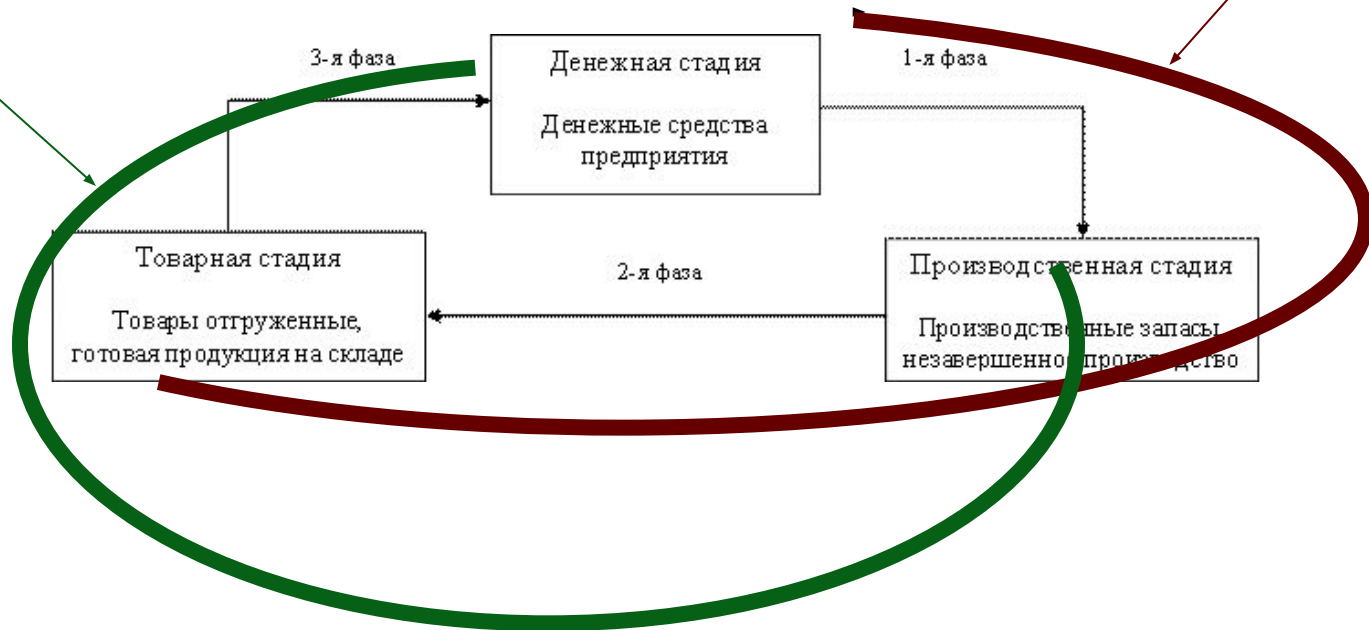 3-я фаза
Денежная стадия
Денежные средства
предприятия
1-я фаза
Товарная стадия
Товары отгруженные,
готовая продукция на складе
2-я фаза
Производственная стадия
Производственные запасы,
незавершенное производство